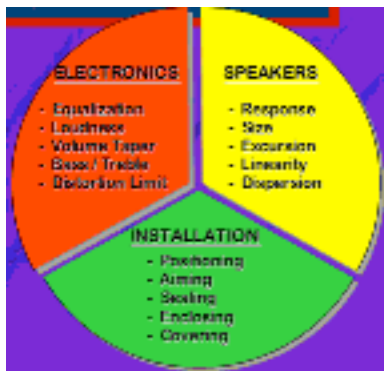 ELECTRONICS
- Equalization
- Loudness
- Volume Taper
- Bass / Treble
- Distortion Limit
SPEAKERS
- Response
- Size
- Excursion
- Linearity
- Dispersion
INSTALLATION
- Positioning
- Aiming
- Sealing
- Enclosing
- Covering